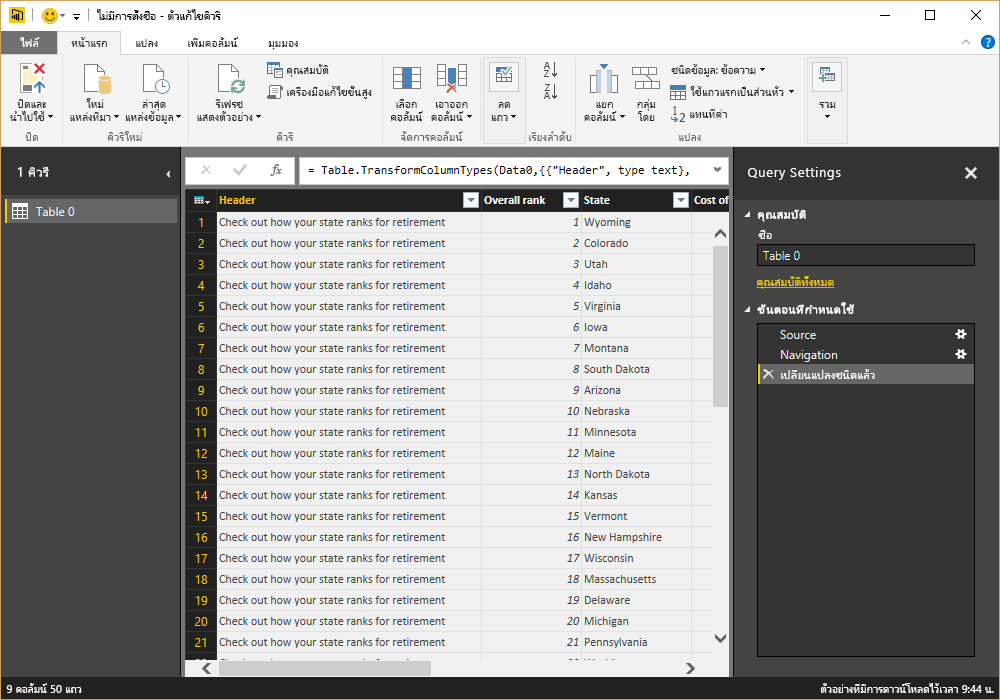 ไม่มีการตั้งชื่อ - ตัวแก้ไขคิวรี
ไฟล์ หน้าแรก แปลง เพิ่มคอลัมน์ มุมมอง
ปิดและ
นำไปใช้
ปิด
ใหม่
แหล่งที่มา
ล่าสุด
แหล่งข้อมูล
คิวรีใหม่
รีเฟรช
แสดงตัวอย่าง
คุณสมบัติ
เครื่องมือแก้ไขขั้นสูง
คิวรี
เลือก
คอลัมน์
เอาออก
คอลัมน์
จัดการคอลัมน์
ลด
แถว
A Z
Z A
เรียงลำดับ
แยก
คอลัมน์
กลุ่ม
โดย
ชนิดข้อมูล: ข้อความ
ใช้แถวแรกเป็นส่วนหัว
1 2 แทนที่ค่า
แปลง
รวม
1 คิวรี
Table 0
fx = Table.TransformColumnTypes(Data0,{{"Header", type text},
Header Overall rank State Cost of
1 Check out how your state ranks for retirement 1 Wyoming
2 Check out how your state ranks for retirement 2 Colorado
3 Check out how your state ranks for retirement 3 Utah
4 Check out how your state ranks for retirement 4 Idaho
5 Check out how your state ranks for retirement 5 Virginia
6 Check out how your state ranks for retirement 6 Iowa
7 Check out how your state ranks for retirement 7 Montana
8 Check out how your state ranks for retirement 8 South Dakota
9 Check out how your state ranks for retirement 9 Arizona
10 Check out how your state ranks for retirement 10 Nebraska
11 Check out how your state ranks for retirement 11 Minnesota
12 Check out how your state ranks for retirement 12 Maine
13 Check out how your state ranks for retirement 13 North Dakota
14 Check out how your state ranks for retirement 14 Kansas
15 Check out how your state ranks for retirement 15 Vermont
16 Check out how your state ranks for retirement 16 New Hampshire
17 Check out how your state ranks for retirement 17 Wisconsin
18 Check out how your state ranks for retirement 18 Massachusetts
19 Check out how your state ranks for retirement 19 Delaware
20 Check out how your state ranks for retirement 20 Michigan
21 Check out how your state ranks for retirement 21 Pennsylvania
Query Settings
คุณสมบัติ
ชื่อ
Table 0
คุณสมบัติทั้งหมด
ขั้นตอนที่กำหนดใช้
Source
Navigation
เปลี่ยนแปลงชนิดแล้ว
9 คอลัมน์ 50 แถว
ตัวอย่างที่มีการดาวน์โหลดไว้เวลา 9:44 น.